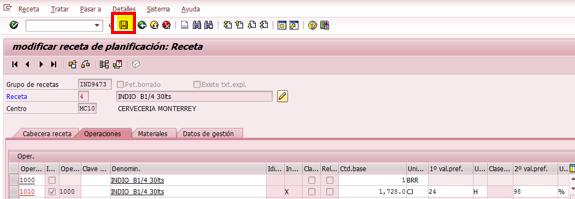 Receta Tratar Pasar a Detalles Sistema Ayuda
modificar receta de planificación: Receta
Grupo de recetas IND9473 Pet.borrado Exista txt.expl.
Receta 4 INDIO B1/4 30lts
Centro MC10 CERVECERIA MONTERREY
Cabecera receta Operaciones Materiales Datos de gestión
Oper.
Oper... I... Ope... Clave ... Denomin. Idi... In... Cla... Rel... Ctd.base Uni... 1º val.pref. U... Clase... 2º val.pref. U...
1000 INDIO B1/4 30lts 1 BRR
1010 1000 INDIO B1/4 30lts X 1,728.0 CJ 24 H 98 %